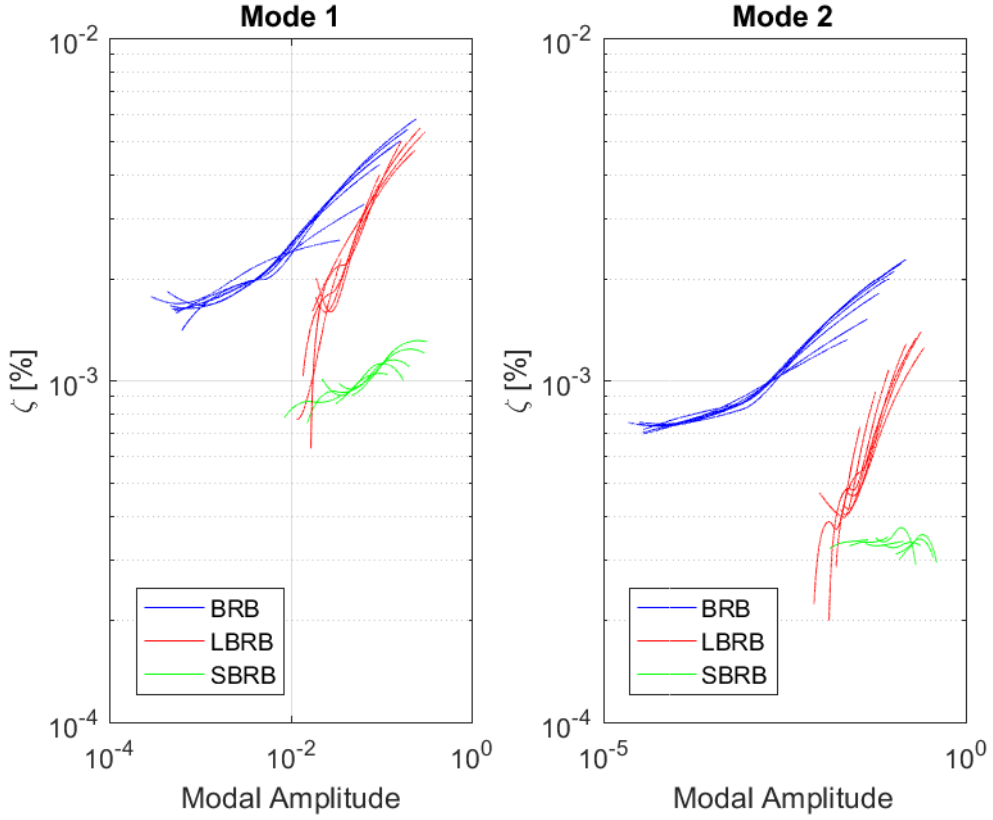 Mode 1
10^-2
10^-3
10^-4
ζ [%]
BRB
LBRB
SBRB
10^-4
10^-2
10^0
Modal Amplitude
Mode 2
10^-2
10^-3
10^-4
ζ [%]
BRB
LBRB
SBRB
10^-5
10^0
Modal Amplitude